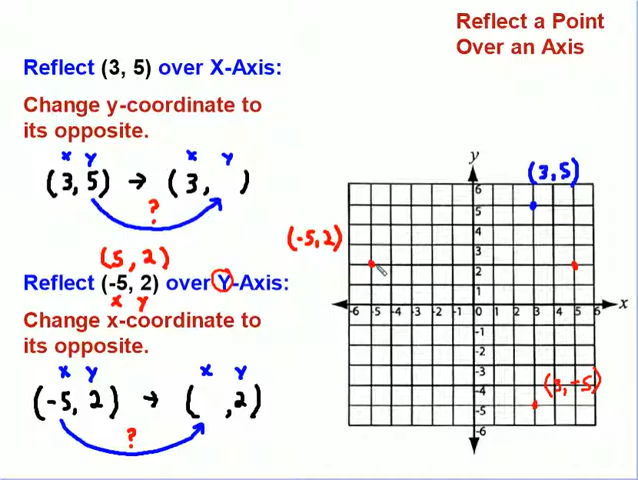 Reflect a Point
Over an Axis
Reflect (3, 5) over X-Axis:
Change y-coordinate to
its opposite.
x y x y
(3, 5) → (3, )
?
(5, 2)
Reflect (-5, 2) over Y-Axis:
x y
Change x-coordinate to
its opposite.
x y x y
(-5, 2) → ( , 2)
?
y
(3, 5)
6
5
(-5, 2)
4
3
2
1
x
-6 -5 -4 -3 -2 -1 0 1 2 3 4 5 6
-1
-2
-3
-4
(3, -5)
-5
-6